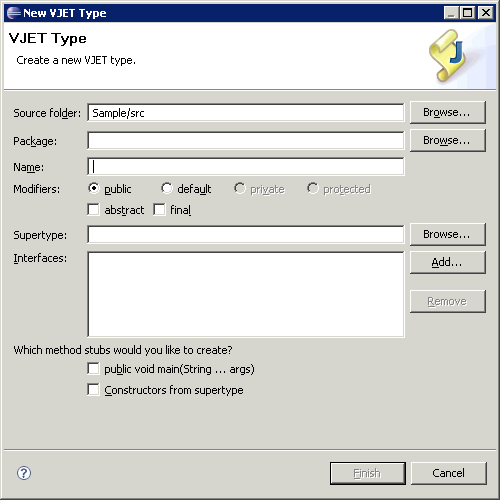 New VJET Type
VJET Type
Create a new VJET type.
Source folder: Sample/src Browse...
Package: Browse...
Name:
Modifiers: public default private protected
abstract final
Supertype: Browse...
Interfaces: Add...
Remove
Which method stubs would you like to create?
public void main(String ... args)
Constructors from supertype
? Finish Cancel